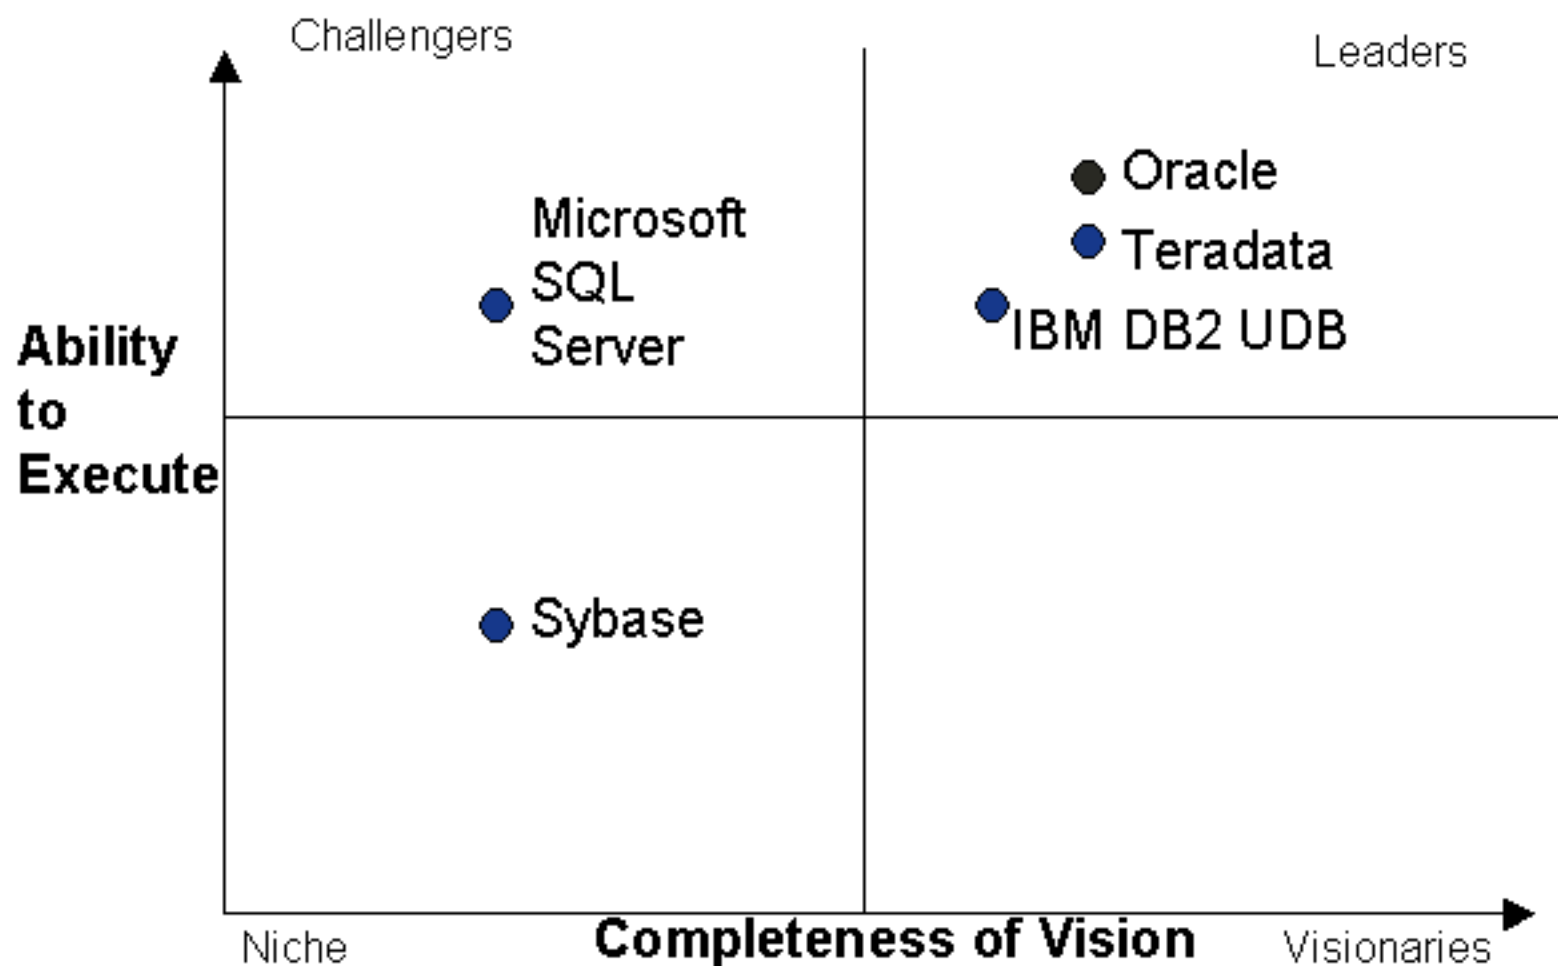 Challengers
Leaders
Oracle
Microsoft
SQL
Server
Teradata
IBM DB2 UDB
Ability
to
Execute
Sybase
Niche
Completeness of Vision
Visionaries